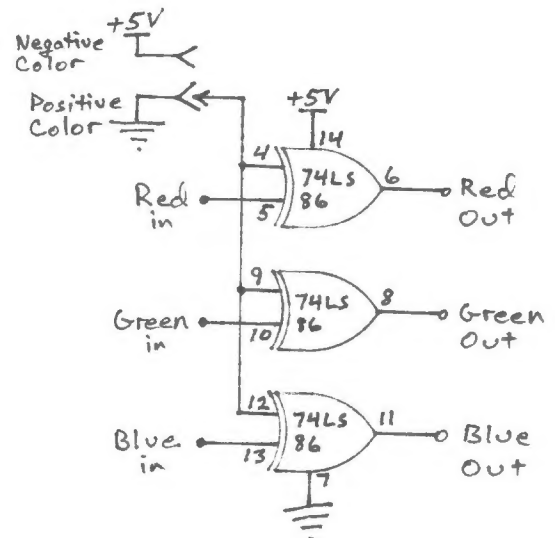 +5V
Negative
Color
Positive
Color
+5V
14
4
74LS
86
6
Red
Out
Red
in
5
9
74LS
86
8
Green
Out
Green
in
10
12
74LS
86
11
Blue
Out
Blue
in
13
7